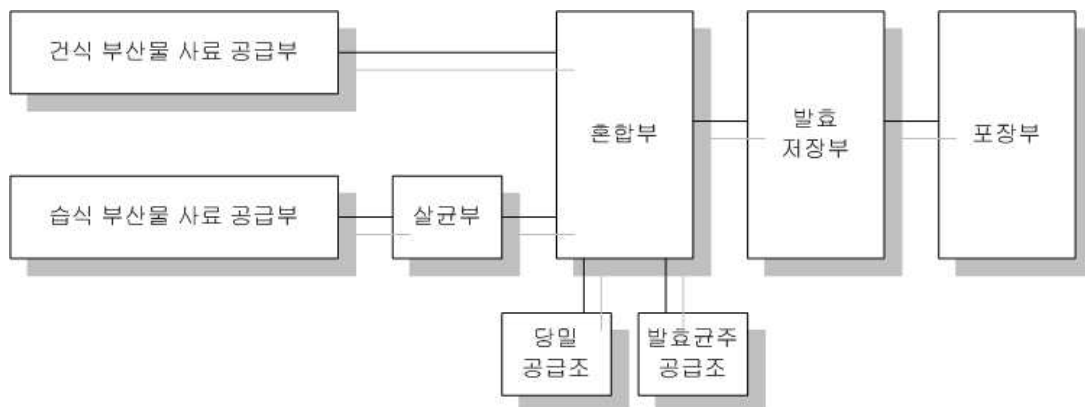 건식 부산물 사료 공급부
혼합부
발효
저장부
포장부
습식 부산물 사료 공급부
살균부
당밀
공급조
발효균주
공급조